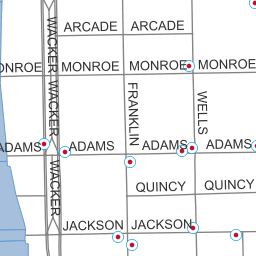 ARCADE ARCADE
MONROE MONROE MONROE MONROE
WACKER WACKER WACKER
FRANKLIN
WELLS
ADAMS ADAMS ADAMS ADAMS
QUINCY QUINCY
JACKSON JACKSON